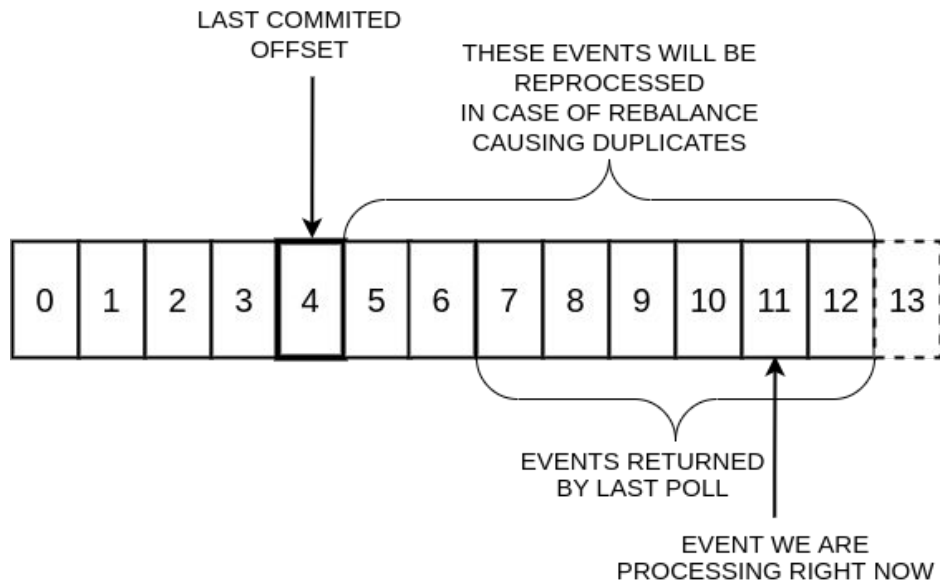 LAST COMMITED
OFFSET
THESE EVENTS WILL BE
REPROCESSED
IN CASE OF REBALANCE
CAUSING DUPLICATES
0 1 2 3 4 5 6 7 8 9 10 11 12 13
EVENTS RETURNED
BY LAST POLL
EVENT WE ARE
PROCESSING RIGHT NOW